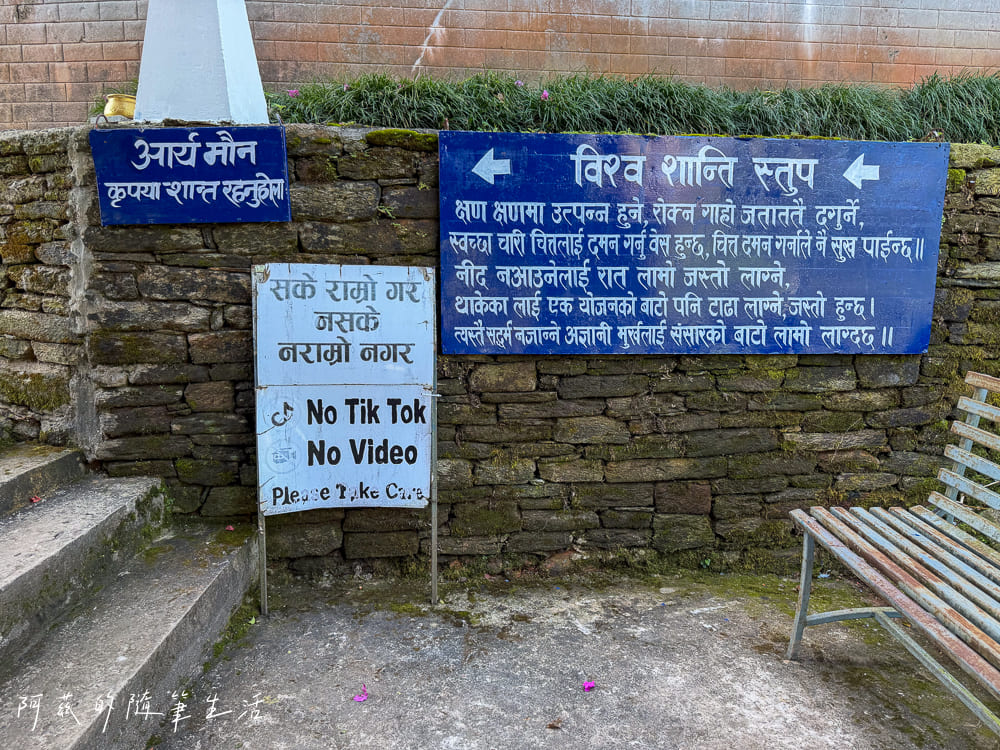 आर्य मौन
कृपया शान्त रहनुहोला
विश्व शान्ति स्तुप
क्षण क्षणमा उत्पन्न हुने, रोक्न गाह्रो जताततै दगुर्ने,
स्वच्छा चारी चित्तलाई दमन गर्नु वेस हुन्छ, चित्त दमन गर्नाले नै सुख पाईन्छ॥
नीद नआउनेलाई रात लामो जस्तो लाग्ने,
थाकेका लाई एक योजनको बाटो पनि टाढा लाग्ने, जस्तो हुन्छ।
त्यस्तै सद्धर्म नजान्ने अज्ञानी मुर्खलाई संसारको बाटो लामो लाग्दछ॥
सके राम्रो गर
नसके
नराम्रो नगर
No Tik Tok
No Video
Please Take Care
阿茲的隨筆生活